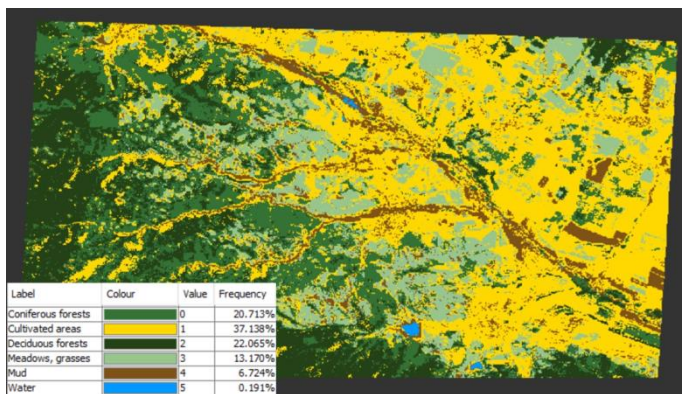 Label Colour Value Frequency
Coniferous forests 0 20.713%
Cultivated areas 1 37.138%
Deciduous forests 2 22.065%
Meadows, grasses 3 13.170%
Mud 4 6.724%
Water 5 0.191%